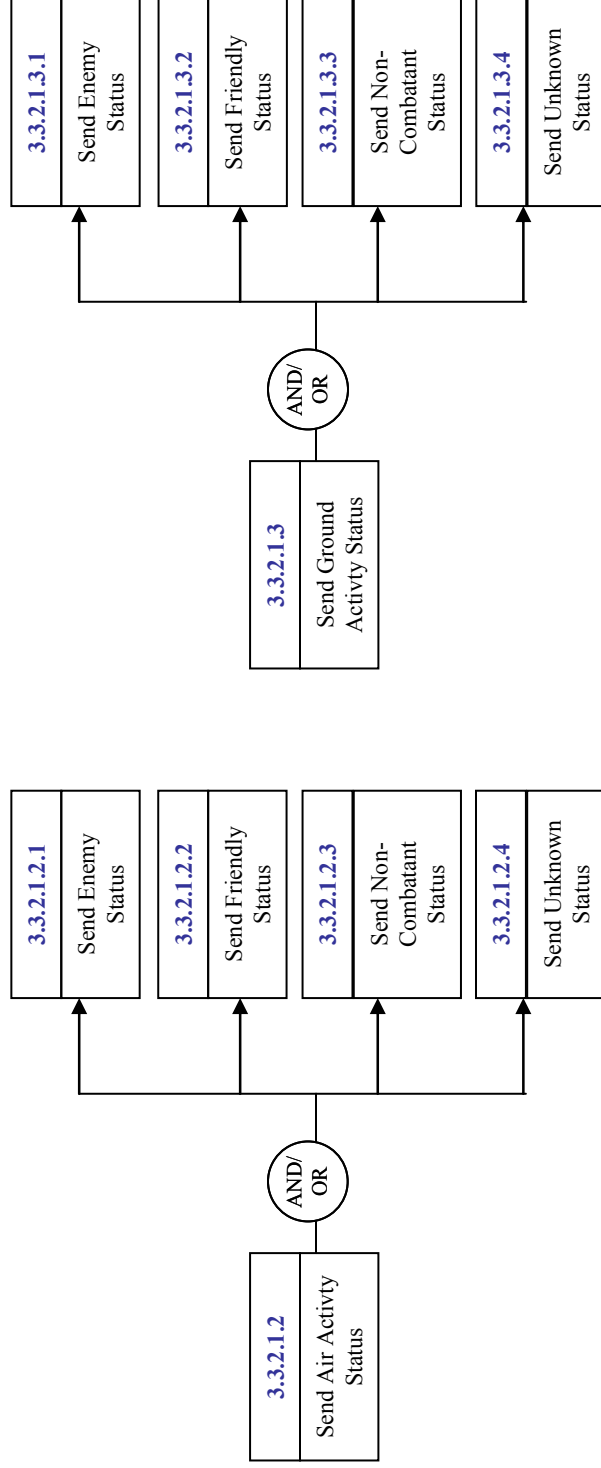 3.3.2.1.2
Send Air Activty
Status
AND/
OR
3.3.2.1.2.1
Send Enemy
Status
3.3.2.1.2.2
Send Friendly
Status
3.3.2.1.2.3
Send Non-
Combatant
Status
3.3.2.1.2.4
Send Unknown
Status
3.3.2.1.3
Send Ground
Activty Status
AND/
OR
3.3.2.1.3.1
Send Enemy
Status
3.3.2.1.3.2
Send Friendly
Status
3.3.2.1.3.3
Send Non-
Combatant
Status
3.3.2.1.3.4
Send Unknown
Status